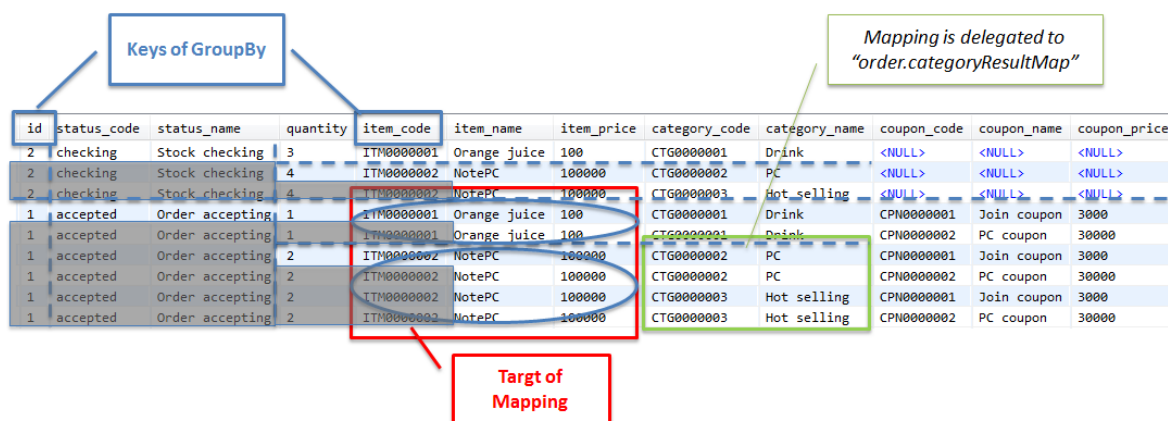 Keys of GroupBy
Mapping is delegated to
“order.categoryResultMap”
id status_code status_name quantity item_code item_name item_price category_code category_name coupon_code coupon_name coupon_price
2 checking Stock checking 3 ITM0000001 Orange juice 100 CTG0000001 Drink <NULL> <NULL> <NULL>
2 checking Stock checking 4 ITM0000002 NotePC 100000 CTG0000002 PC <NULL> <NULL> <NULL>
2 checking Stock checking 4 ITM0000002 NotePC 100000 CTG0000003 Hot selling <NULL> <NULL> <NULL>
1 accepted Order accepting 1 ITM0000001 Orange juice 100 CTG0000001 Drink CPN0000001 Join coupon 3000
1 accepted Order accepting 1 ITM0000001 Orange juice 100 CTG0000001 Drink CPN0000002 PC coupon 30000
1 accepted Order accepting 2 ITM0000002 NotePC 100000 CTG0000002 PC CPN0000001 Join coupon 3000
1 accepted Order accepting 2 ITM0000002 NotePC 100000 CTG0000002 PC CPN0000002 PC coupon 30000
1 accepted Order accepting 2 ITM0000002 NotePC 100000 CTG0000003 Hot selling CPN0000001 Join coupon 3000
1 accepted Order accepting 2 ITM0000002 NotePC 100000 CTG0000003 Hot selling CPN0000002 PC coupon 30000
Targt of
Mapping